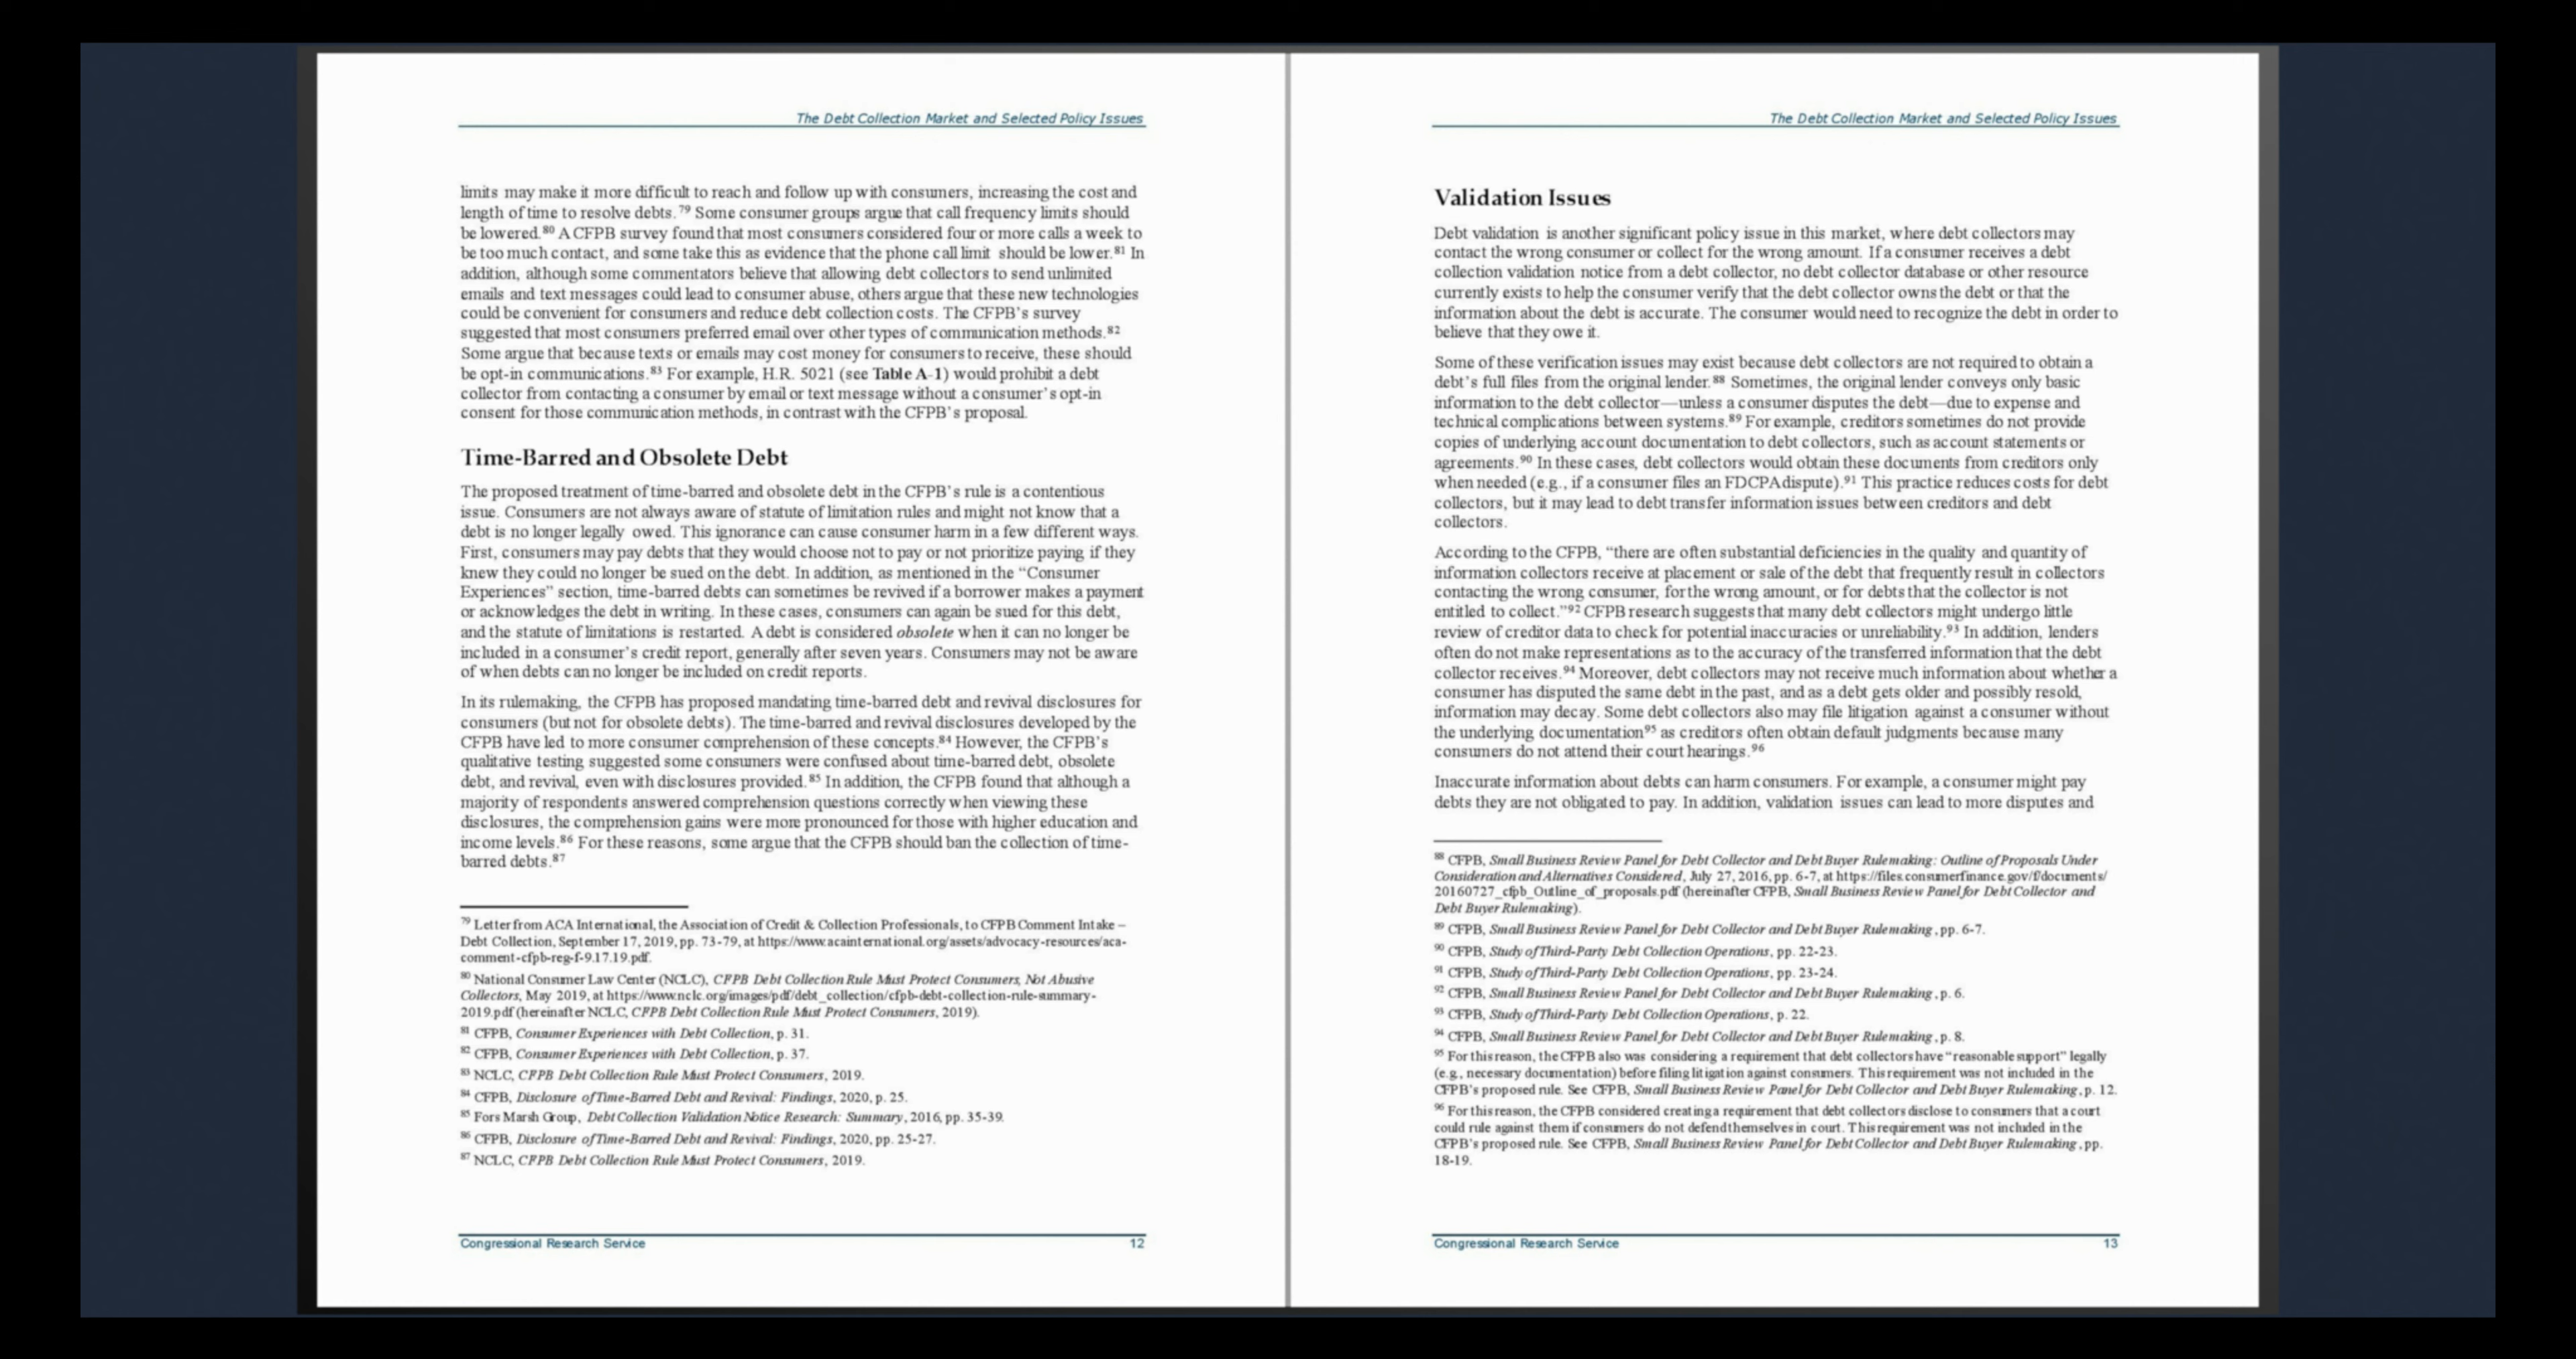 The Debt Collection Market and Selected Policy Issues
limits may make it more difficult to reach and follow up with consumers, increasing the cost and
length of time to resolve debts.⁷⁹ Some consumer groups argue that call frequency limits should
be lowered.⁸⁰ A CFPB survey found that most consumers considered four or more calls a week to
be too much contact, and some take this as evidence that the phone call limit should be lower.⁸¹ In
addition, although some commentators believe that allowing debt collectors to send unlimited
emails and text messages could lead to consumer abuse, others argue that these new technologies
could be convenient for consumers and reduce debt collection costs. The CFPB's survey
suggested that most consumers preferred email over other types of communication methods.⁸²
Some argue that because texts or emails may cost money for consumers to receive, these should
be opt-in communications.⁸³ For example, H.R. 5021 (see Table A-1) would prohibit a debt
collector from contacting a consumer by email or text message without a consumer's opt-in
consent for those communication methods, in contrast with the CFPB's proposal.
Time-Barred and Obsolete Debt
The proposed treatment of time-barred and obsolete debt in the CFPB's rule is a contentious
issue. Consumers are not always aware of statute of limitation rules and might not know that a
debt is no longer legally owed. This ignorance can cause consumer harm in a few different ways.
First, consumers may pay debts that they would choose not to pay or not prioritize paying if they
knew they could no longer be sued on the debt. In addition, as mentioned in the “Consumer
Experiences” section, time-barred debts can sometimes be revived if a borrower makes a payment
or acknowledges the debt in writing. In these cases, consumers can again be sued for this debt,
and the statute of limitations is restarted. A debt is considered obsolete when it can no longer be
included in a consumer's credit report, generally after seven years. Consumers may not be aware
of when debts can no longer be included on credit reports.
In its rulemaking, the CFPB has proposed mandating time-barred debt and revival disclosures for
consumers (but not for obsolete debts). The time-barred and revival disclosures developed by the
CFPB have led to more consumer comprehension of these concepts.⁸⁴ However, the CFPB's
qualitative testing suggested some consumers were confused about time-barred debt, obsolete
debt, and revival, even with disclosures provided.⁸⁵ In addition, the CFPB found that although a
majority of respondents answered comprehension questions correctly when viewing these
disclosures, the comprehension gains were more pronounced for those with higher education and
income levels.⁸⁶ For these reasons, some argue that the CFPB should ban the collection of time-
barred debts.⁸⁷
⁷⁹ Letter from ACA International, the Association of Credit & Collection Professionals, to CFPB Comment Intake –
Debt Collection, September 17, 2019, pp. 73-79, at https://www.acainternational.org/assets/advocacy-resources/aca-
comment-cfpb-reg-f-9.17.19.pdf.
⁸⁰ National Consumer Law Center (NCLC), CFPB Debt Collection Rule Must Protect Consumers, Not Abusive
Collectors, May 2019, at https://www.nclc.org/images/pdf/debt_collection/cfpb-debt-collection-rule-summary-
2019.pdf (hereinafter NCLC, CFPB Debt Collection Rule Must Protect Consumers, 2019).
⁸¹ CFPB, Consumer Experiences with Debt Collection, p. 31.
⁸² CFPB, Consumer Experiences with Debt Collection, p. 37.
⁸³ NCLC, CFPB Debt Collection Rule Must Protect Consumers, 2019.
⁸⁴ CFPB, Disclosure of Time-Barred Debt and Revival: Findings, 2020, p. 25.
⁸⁵ Fors Marsh Group, Debt Collection Validation Notice Research: Summary, 2016, pp. 35-39.
⁸⁶ CFPB, Disclosure of Time-Barred Debt and Revival: Findings, 2020, pp. 25-27.
⁸⁷ NCLC, CFPB Debt Collection Rule Must Protect Consumers, 2019.
Congressional Research Service 12
The Debt Collection Market and Selected Policy Issues
Validation Issues
Debt validation is another significant policy issue in this market, where debt collectors may
contact the wrong consumer or collect for the wrong amount. If a consumer receives a debt
collection validation notice from a debt collector, no debt collector database or other resource
currently exists to help the consumer verify that the debt collector owns the debt or that the
information about the debt is accurate. The consumer would need to recognize the debt in order to
believe that they owe it.
Some of these verification issues may exist because debt collectors are not required to obtain a
debt's full files from the original lender.⁸⁸ Sometimes, the original lender conveys only basic
information to the debt collector—unless a consumer disputes the debt—due to expense and
technical complications between systems.⁸⁹ For example, creditors sometimes do not provide
copies of underlying account documentation to debt collectors, such as account statements or
agreements.⁹⁰ In these cases, debt collectors would obtain these documents from creditors only
when needed (e.g., if a consumer files an FDCPA dispute).⁹¹ This practice reduces costs for debt
collectors, but it may lead to debt transfer information issues between creditors and debt
collectors.
According to the CFPB, “there are often substantial deficiencies in the quality and quantity of
information collectors receive at placement or sale of the debt that frequently result in collectors
contacting the wrong consumer, for the wrong amount, or for debts that the collector is not
entitled to collect.”⁹² CFPB research suggests that many debt collectors might undergo little
review of creditor data to check for potential inaccuracies or unreliability.⁹³ In addition, lenders
often do not make representations as to the accuracy of the transferred information that the debt
collector receives.⁹⁴ Moreover, debt collectors may not receive much information about whether a
consumer has disputed the same debt in the past, and as a debt gets older and possibly resold,
information may decay. Some debt collectors also may file litigation against a consumer without
the underlying documentation⁹⁵ as creditors often obtain default judgments because many
consumers do not attend their court hearings.⁹⁶
Inaccurate information about debts can harm consumers. For example, a consumer might pay
debts they are not obligated to pay. In addition, validation issues can lead to more disputes and
⁸⁸ CFPB, Small Business Review Panel for Debt Collector and Debt Buyer Rulemaking: Outline of Proposals Under
Consideration and Alternatives Considered, July 27, 2016, pp. 6-7, at https://files.consumerfinance.gov/f/documents/
20160727_cfpb_Outline_of_proposals.pdf (hereinafter CFPB, Small Business Review Panel for Debt Collector and
Debt Buyer Rulemaking).
⁸⁹ CFPB, Small Business Review Panel for Debt Collector and Debt Buyer Rulemaking, pp. 6-7.
⁹⁰ CFPB, Study of Third-Party Debt Collection Operations, pp. 22-23.
⁹¹ CFPB, Study of Third-Party Debt Collection Operations, pp. 23-24.
⁹² CFPB, Small Business Review Panel for Debt Collector and Debt Buyer Rulemaking, p. 6.
⁹³ CFPB, Study of Third-Party Debt Collection Operations, p. 22.
⁹⁴ CFPB, Small Business Review Panel for Debt Collector and Debt Buyer Rulemaking, p. 8.
⁹⁵ For this reason, the CFPB also was considering a requirement that debt collectors have “reasonable support” legally
(e.g., necessary documentation) before filing litigation against consumers. This requirement was not included in the
CFPB's proposed rule. See CFPB, Small Business Review Panel for Debt Collector and Debt Buyer Rulemaking, p. 12.
⁹⁶ For this reason, the CFPB considered creating a requirement that debt collectors disclose to consumers that a court
could rule against them if consumers do not defend themselves in court. This requirement was not included in the
CFPB's proposed rule. See CFPB, Small Business Review Panel for Debt Collector and Debt Buyer Rulemaking, pp.
18-19.
Congressional Research Service 13